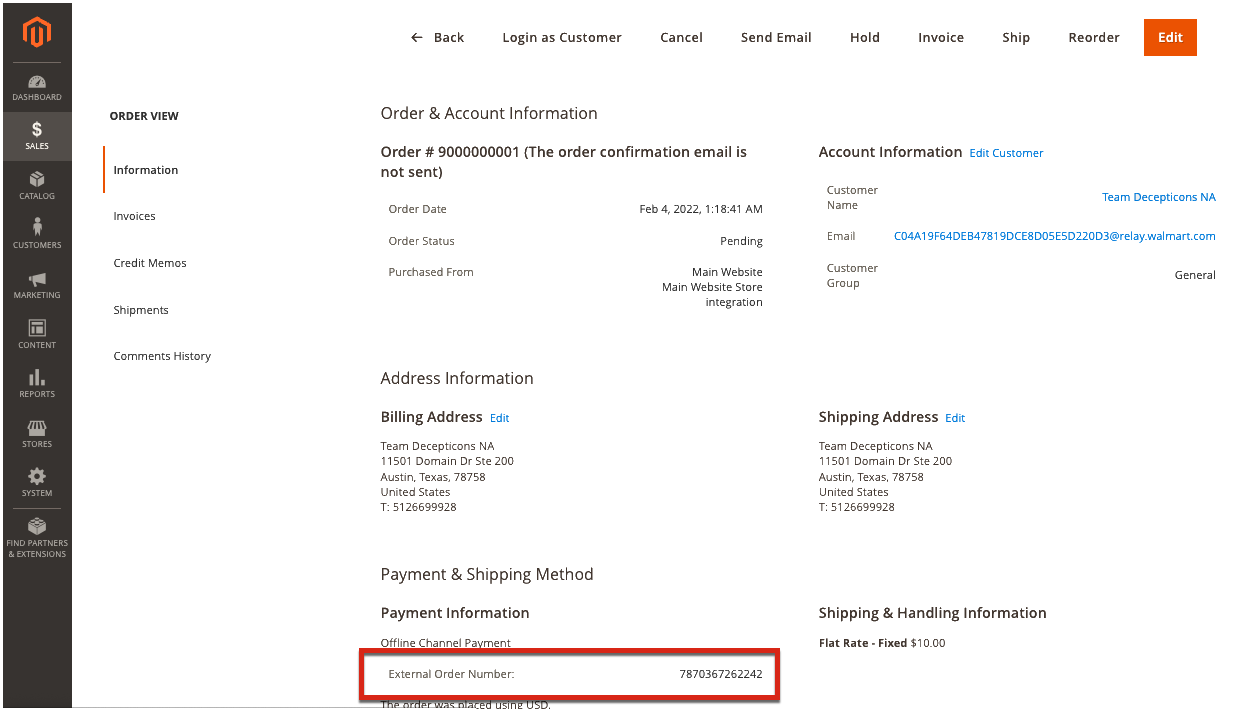 ← Back Login as Customer Cancel Send Email Hold Invoice Ship Reorder Edit
DASHBOARD
$
SALES
CATALOG
CUSTOMERS
MARKETING
CONTENT
REPORTS
STORES
SYSTEM
FIND PARTNERS
& EXTENSIONS
ORDER VIEW
Information
Invoices
Credit Memos
Shipments
Comments History
Order & Account Information
Order # 9000000001 (The order confirmation email is
not sent)
Order Date Feb 4, 2022, 1:18:41 AM
Order Status Pending
Purchased From Main Website
Main Website Store
integration
Account Information Edit Customer
Customer
Name Team Decepticons NA
Email C04A19F64DEB47819DCE8D05E5D220D3@relay.walmart.com
Customer
Group General
Address Information
Billing Address Edit
Team Decepticons NA
11501 Domain Dr Ste 200
Austin, Texas, 78758
United States
T: 5126699928
Shipping Address Edit
Team Decepticons NA
11501 Domain Dr Ste 200
Austin, Texas, 78758
United States
T: 5126699928
Payment & Shipping Method
Payment Information
Offline Channel Payment
External Order Number: 7870367262242
The order was placed using USD.
Shipping & Handling Information
Flat Rate - Fixed $10.00